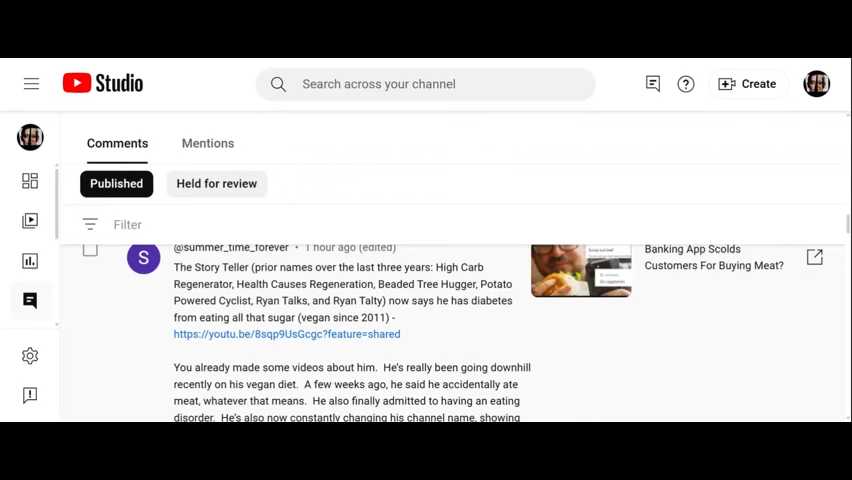 Studio
Search across your channel
Create
Comments
Mentions
Published
Held for review
Filter
@summer_time_forever • 1 hour ago (edited)
The Story Teller (prior names over the last three years: High Carb
Regenerator, Health Causes Regeneration, Beaded Tree Hugger, Potato
Powered Cyclist, Ryan Talks, and Ryan Talty) now says he has diabetes
from eating all that sugar (vegan since 2011) -
https://youtu.be/8sqp9UsGcgc?feature=shared
You already made some videos about him. He's really been going downhill
recently on his vegan diet. A few weeks ago, he said he accidentally ate
meat, whatever that means. He also finally admitted to having an eating
disorder. He's also now constantly changing his channel name, showing
S
Banking App Scolds
Customers For Buying Meat?